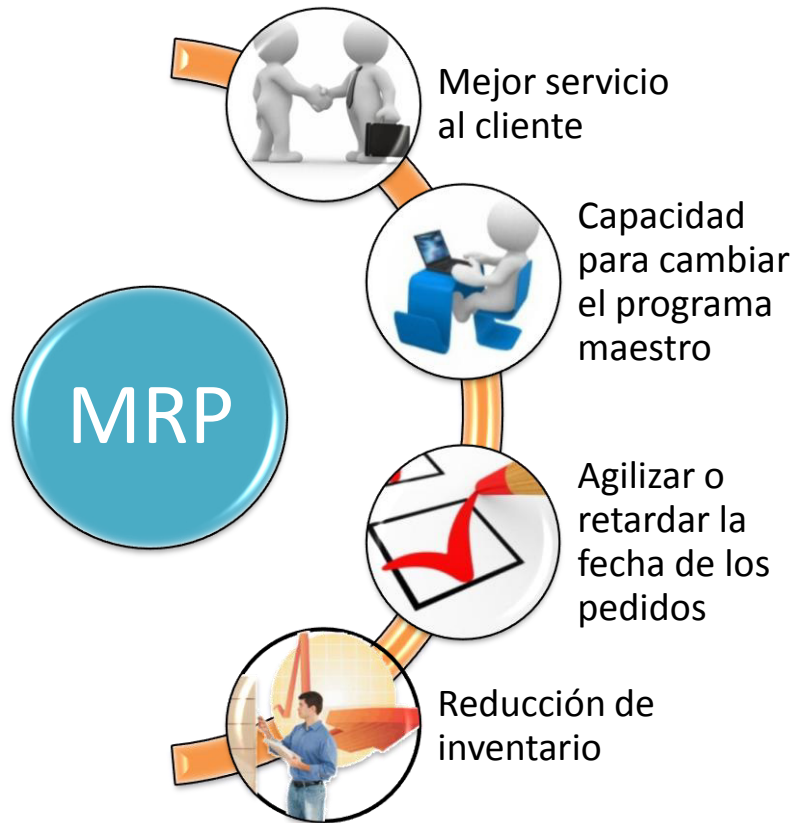 Mejor servicio
al cliente
Capacidad
para cambiar
el programa
maestro
MRP
Agilizar o
retardar la
fecha de los
pedidos
Reducción de
inventario